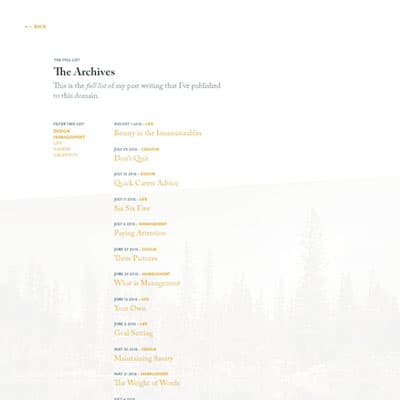 BACK
THE FULL LIST
The Archives
This is the full list of my past writing that I've published
to this domain.
FILTER THIS LIST
DESIGN
MANAGEMENT
LIFE
CAREER
CREATIVITY
AUGUST 1 2016 • LIFE
Beauty in the Immeasurables
JULY 25 2016 • CREATIVE
Don't Quit
JULY 18 2016 • DESIGN
Quick Career Advice
JULY 11 2016 • LIFE
Six Six Five
JULY 4 2016 • MANAGEMENT
Paying Attention
JUNE 27 2016 • DESIGN
Three Pictures
JUNE 20 2016 • MANAGEMENT
What is Management
JUNE 13 2016 • LIFE
Your Own
JUNE 6 2016 • LIFE
Goal Setting
MAY 30 2016 • DESIGN
Maintaining Sanity
MAY 21 2016 • MANAGEMENT
The Weight of Words